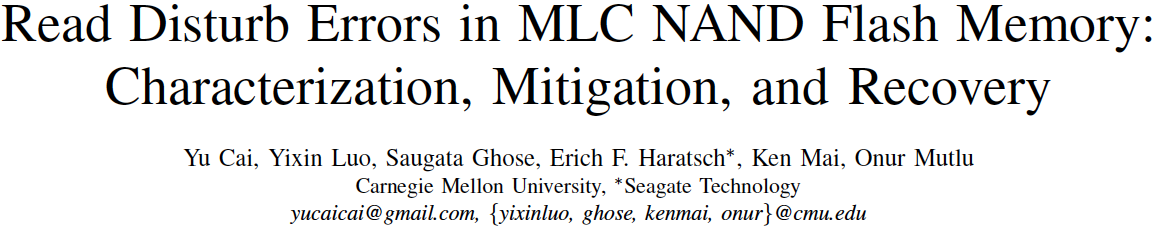 Read Disturb Errors in MLC NAND Flash Memory:
Characterization, Mitigation, and Recovery
Yu Cai, Yixin Luo, Saugata Ghose, Erich F. Haratsch*, Ken Mai, Onur Mutlu
Carnegie Mellon University, *Seagate Technology
yucaicai@gmail.com, {yixinluo, ghose, kenmai, onur}@cmu.edu